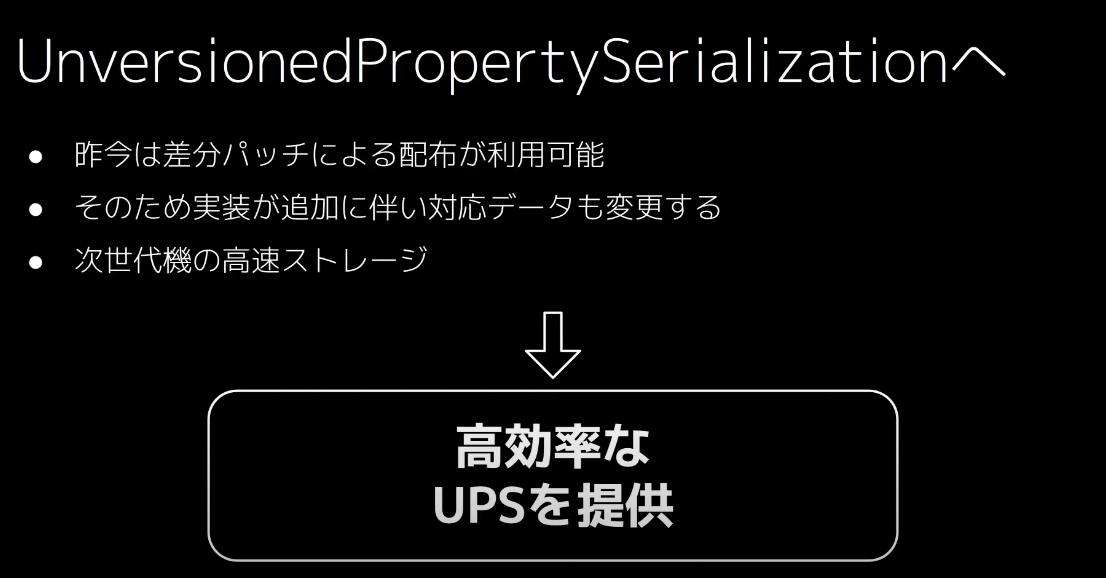 UnversionedPropertySerializationへ
● 昨今は差分パッチによる配布が利用可能
● そのため実装が追加に伴い対応データも変更する
● 次世代機の高速ストレージ
高効率な
UPSを提供